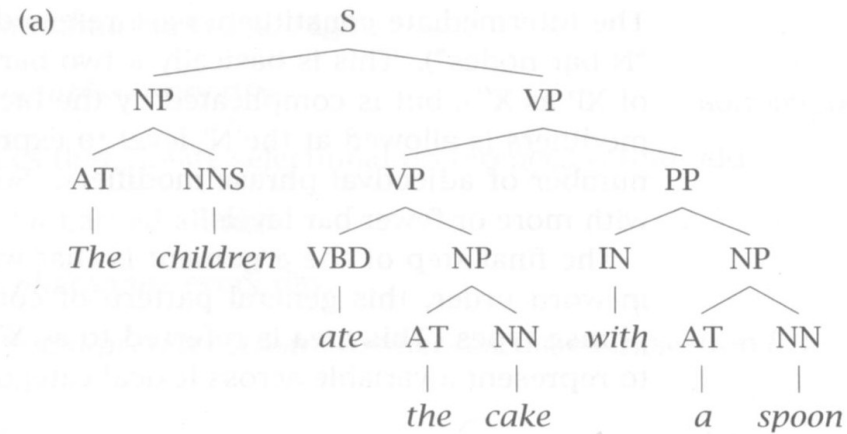 (a) S
NP VP
AT NNS VP PP
The children VBD NP IN NP
ate AT NN with AT NN
the cake a spoon